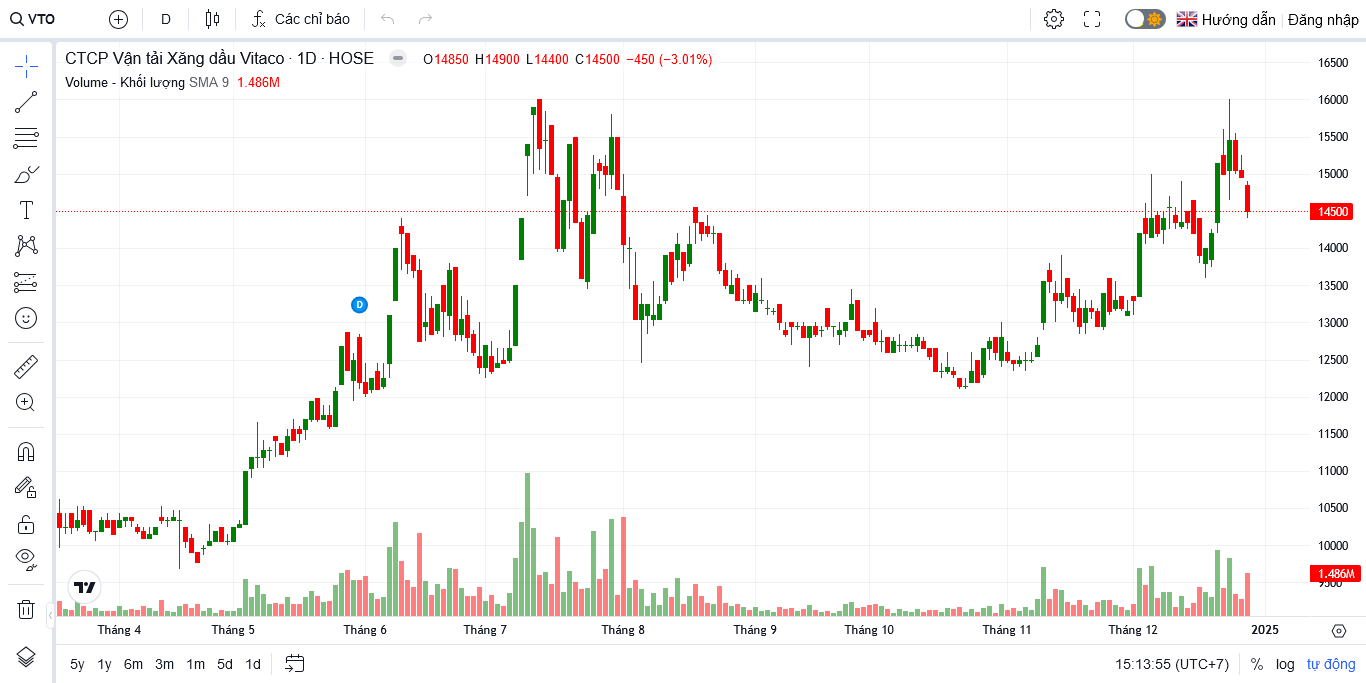 VTO D Các chỉ báo Hướng dẫn Đăng nhập
CTCP Vận tải Xăng dầu Vitaco · 1D · HOSE O14850 H14900 L14400 C14500 −450 (−3.01%)
Volume - Khối lượng SMA 9 1.486M
D
16500
16000
15500
15000
14500
14000
13500
13000
12500
12000
11500
11000
10500
10000
1.486M
9500
Tháng 4 Tháng 5 Tháng 6 Tháng 7 Tháng 8 Tháng 9 Tháng 10 Tháng 11 Tháng 12 2025
5y 1y 6m 3m 1m 5d 1d 15:13:55 (UTC+7) % log tự động